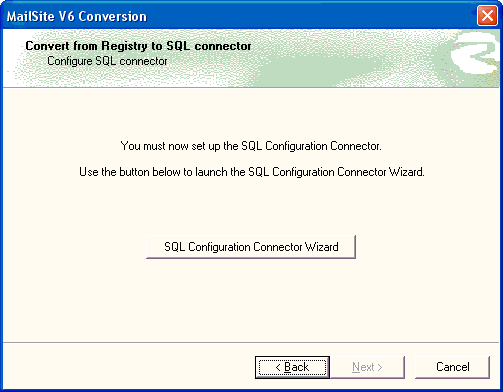 MailSite V6 Conversion
Convert from Registry to SQL connector
Configure SQL connector
You must now set up the SQL Configuration Connector.
Use the button below to launch the SQL Configuration Connector Wizard.
SQL Configuration Connector Wizard
< Back Next > Cancel